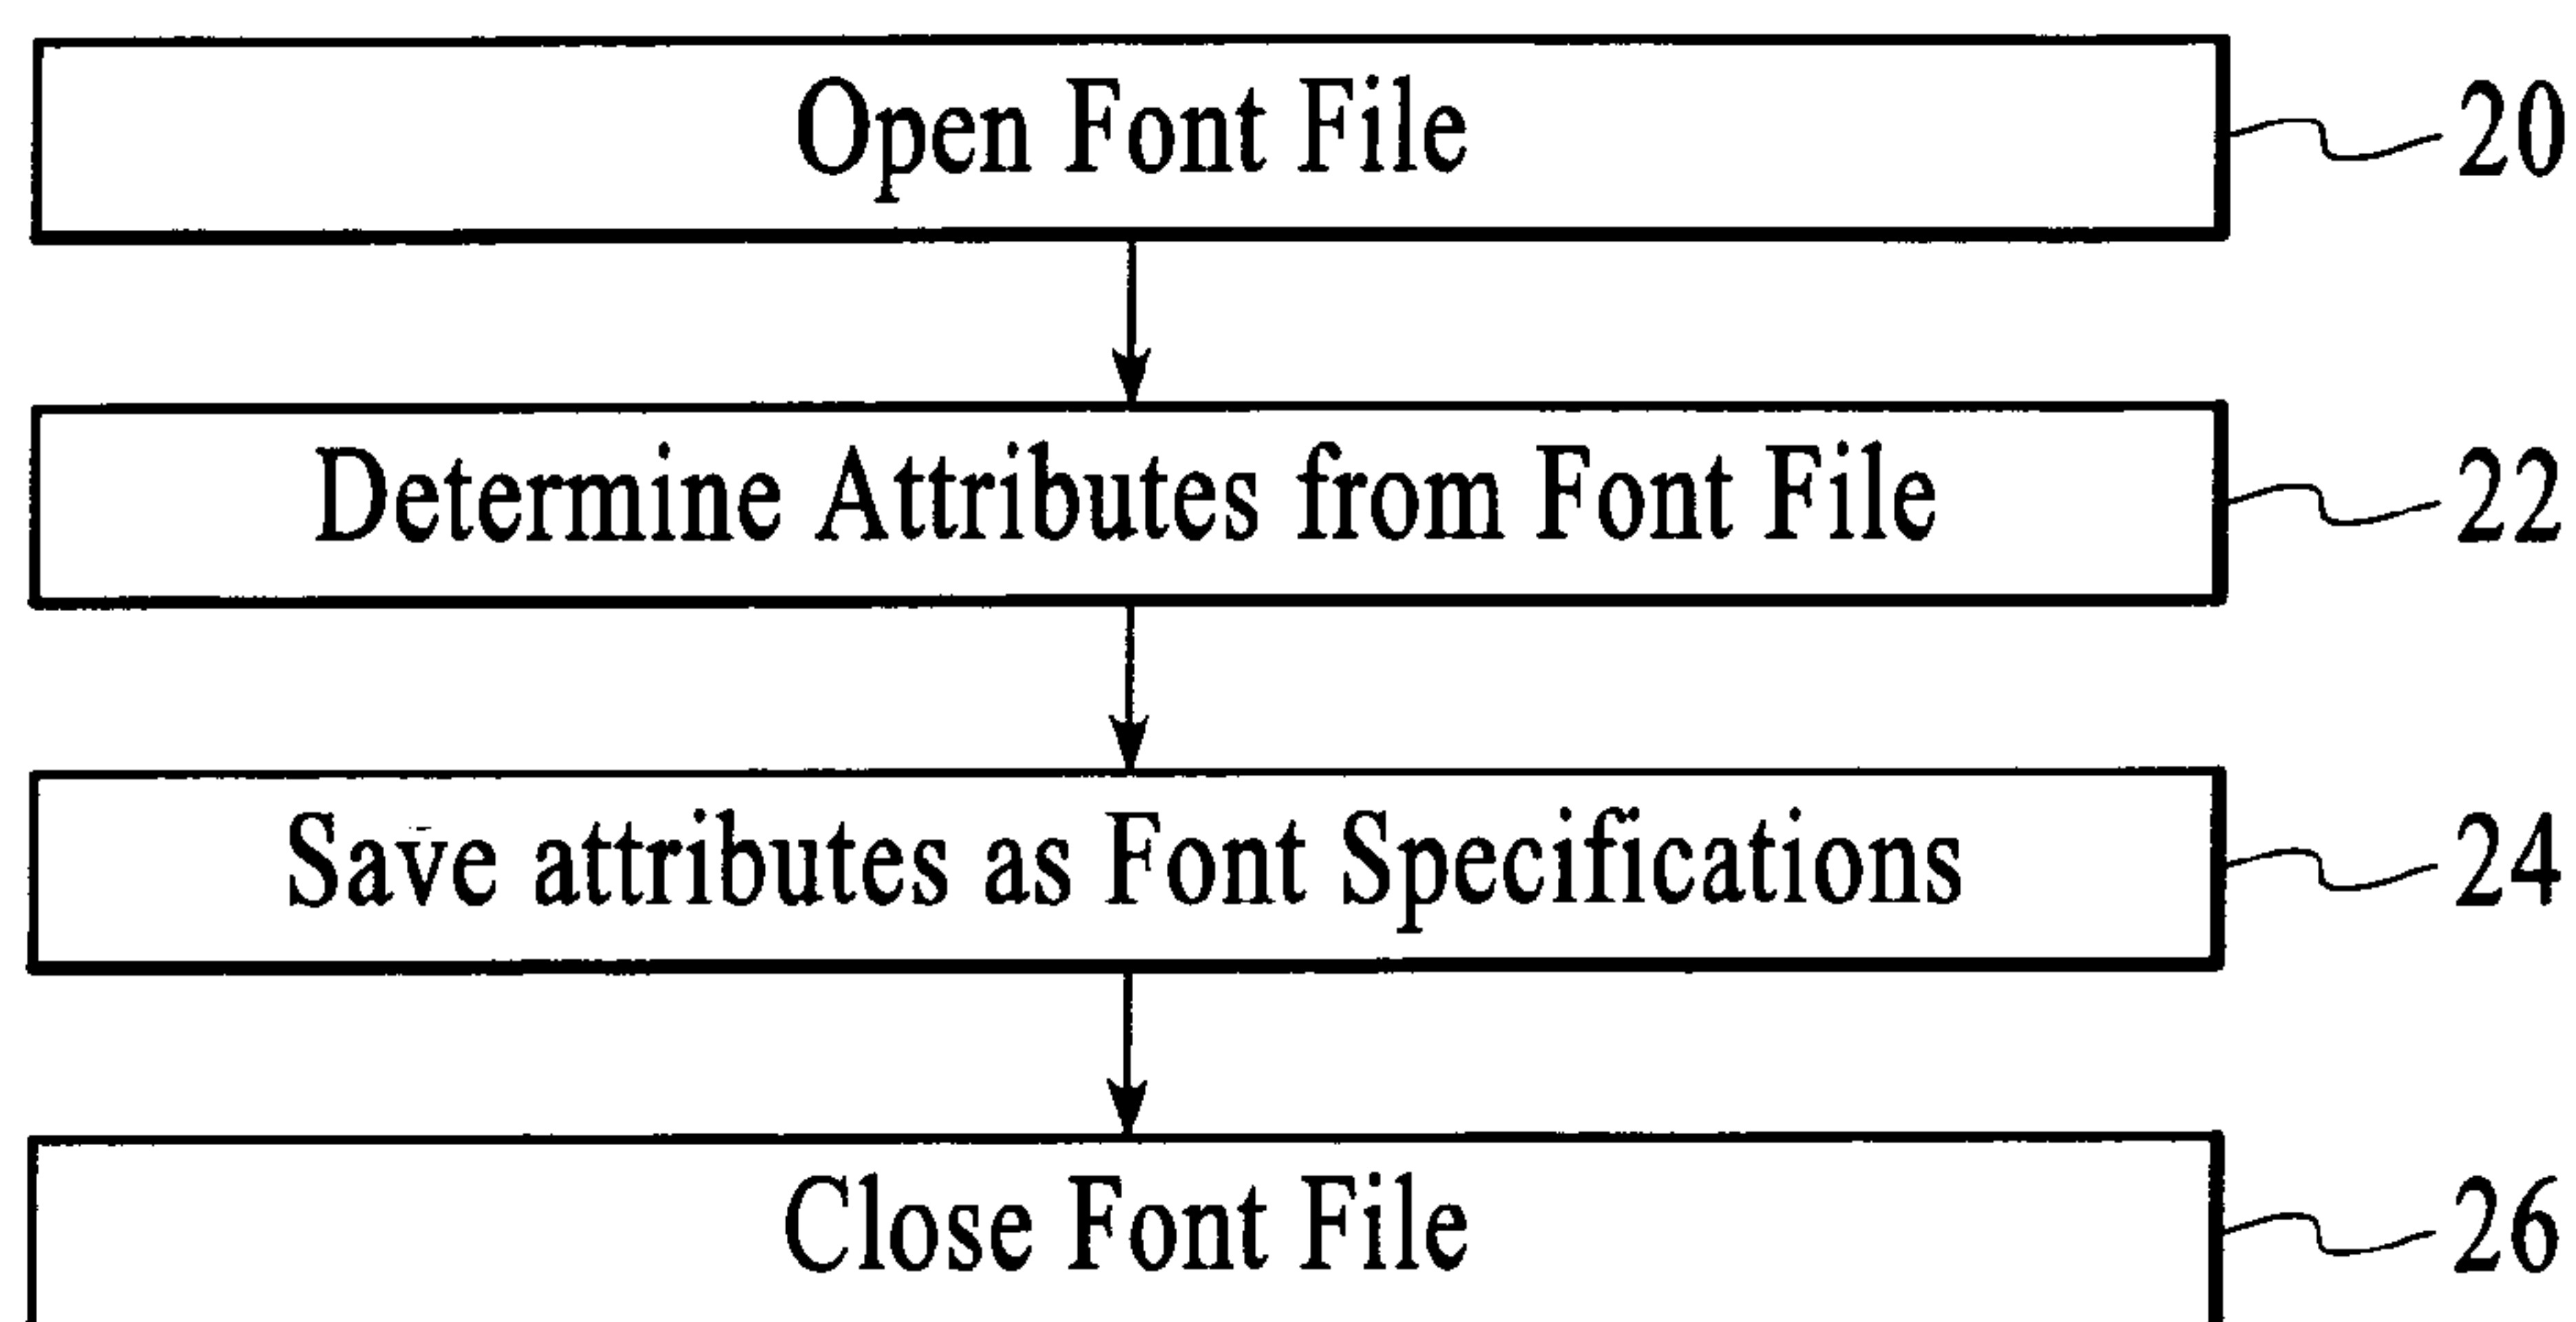 Open Font File 20
Determine Attributes from Font File 22
Save attributes as Font Specifications 24
Close Font File 26